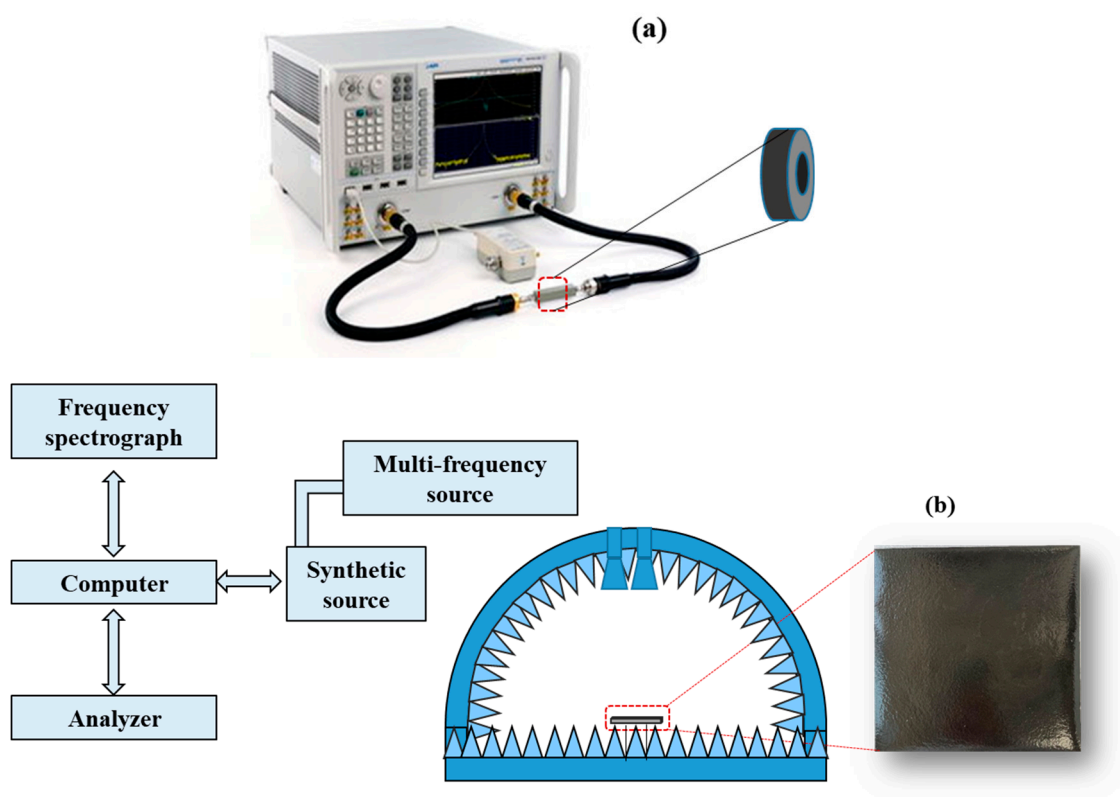 (a)
Frequency
spectrograph
Multi-frequency
source
(b)
Computer
Synthetic
source
Analyzer